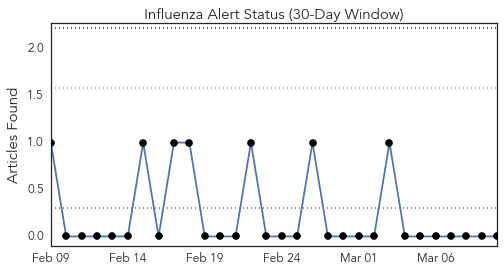 Influenza Alert Status (30-Day Window)
Articles Found
2.0
1.5
1.0
0.5
0.0
Feb 09 Feb 14 Feb 19 Feb 24 Mar 01 Mar 06